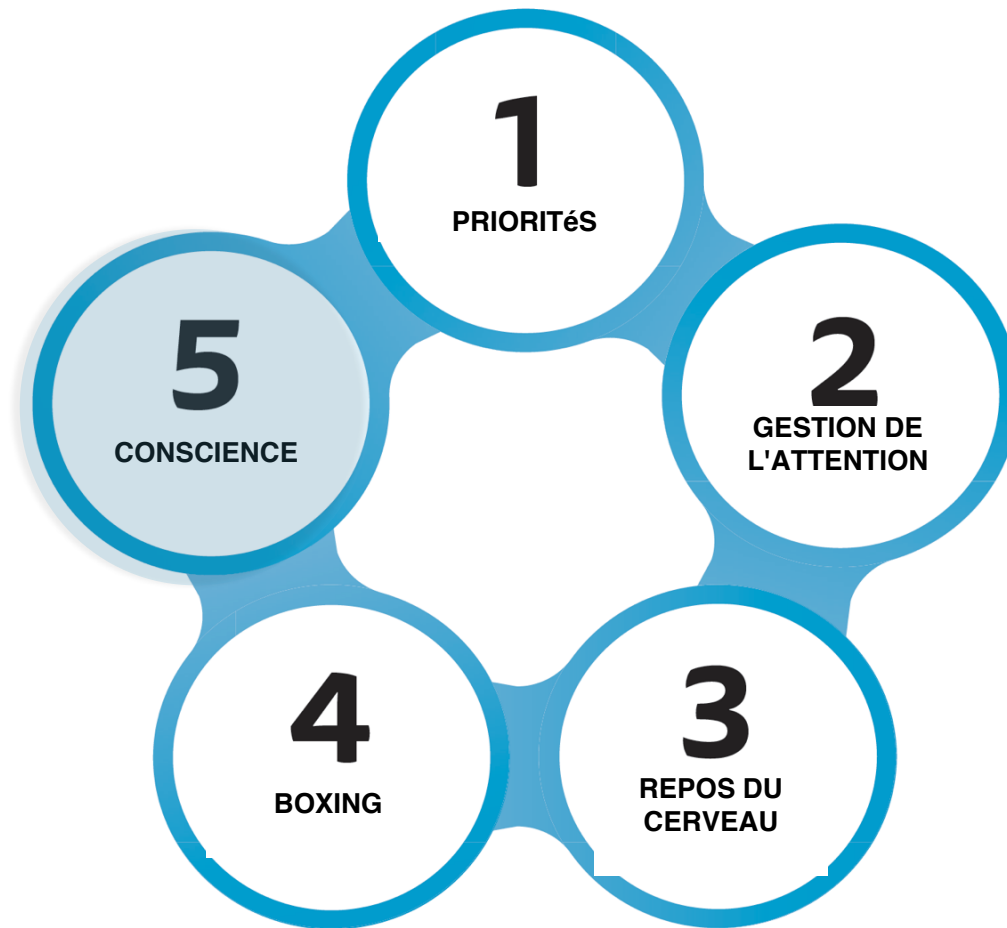 1
PRIORITéS
2
GESTION DE
L'ATTENTION
3
REPOS DU
CERVEAU
4
BOXING
5
CONSCIENCE